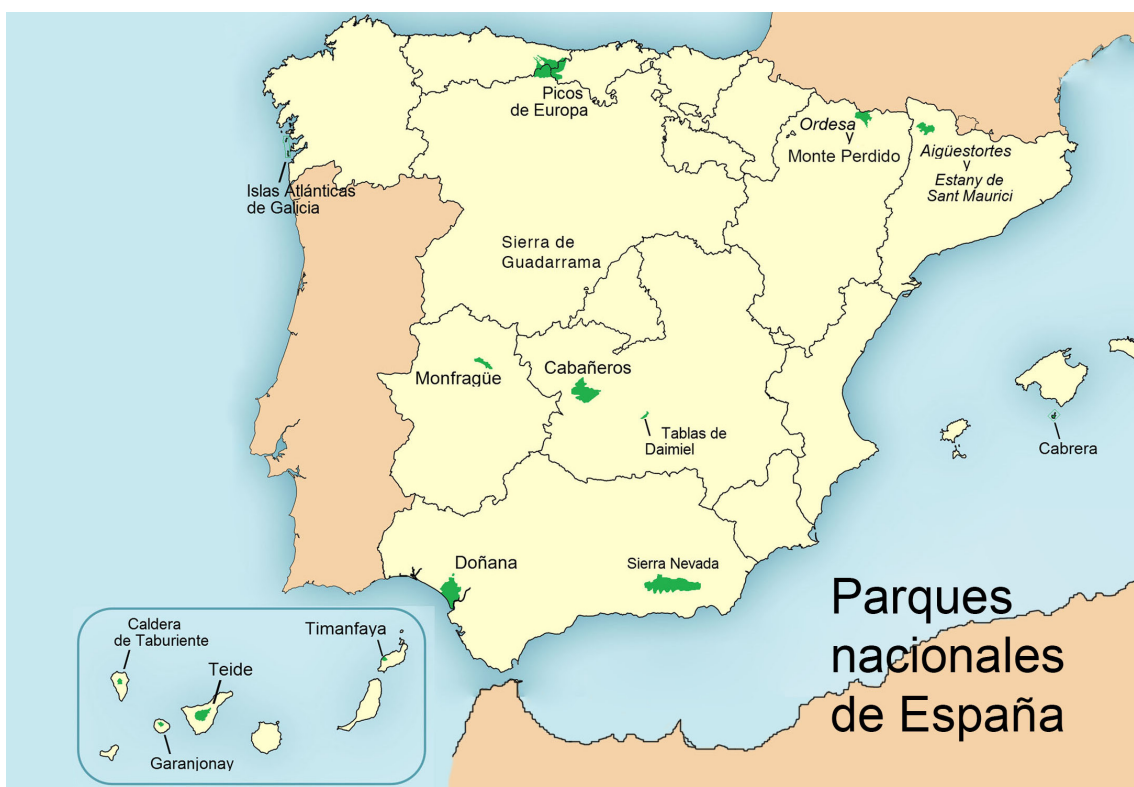 Picos
de Europa
Ordesa
y
Monte Perdido
Aigüestortes
y
Estany de
Sant Maurici
Islas Atlánticas
de Galicia
Sierra de
Guadarrama
Monfragüe
Cabañeros
Tablas de
Daimiel
Cabrera
Doñana
Sierra Nevada
Parques
nacionales
de España
Caldera
de Taburiente
Timanfaya
Teide
Garanjonay